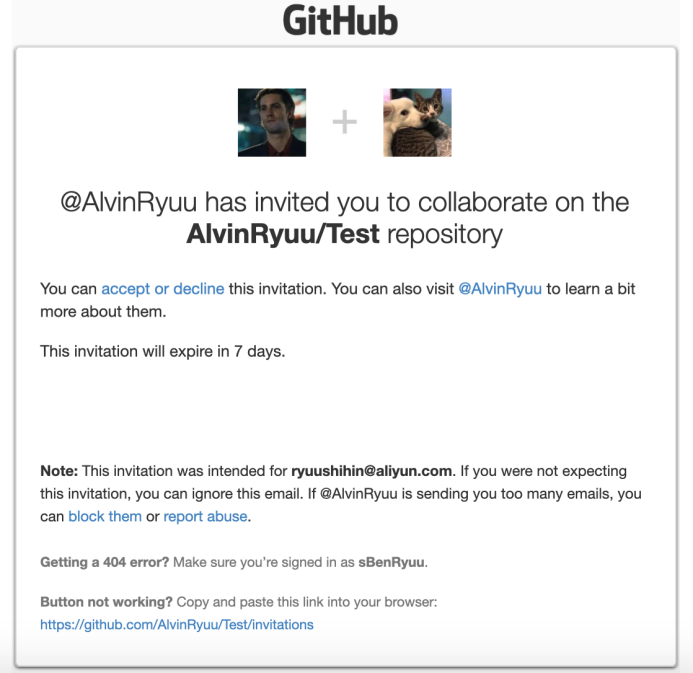 GitHub
+
@AlvinRyuu has invited you to collaborate on the
AlvinRyuu/Test repository
You can accept or decline this invitation. You can also visit @AlvinRyuu to learn a bit
more about them.
This invitation will expire in 7 days.
Note: This invitation was intended for ryuushihin@aliyun.com. If you were not expecting
this invitation, you can ignore this email. If @AlvinRyuu is sending you too many emails, you
can block them or report abuse.
Getting a 404 error? Make sure you’re signed in as sBenRyuu.
Button not working? Copy and paste this link into your browser:
https://github.com/AlvinRyuu/Test/invitations